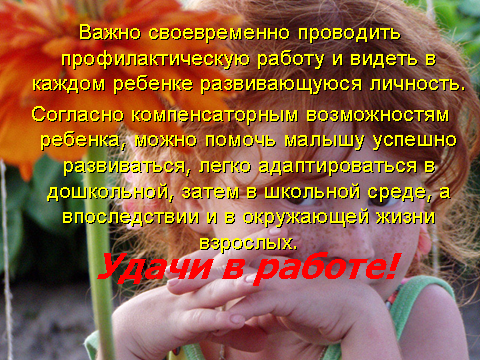 Важно своевременно проводить
профилактическую работу и видеть в
каждом ребенке развивающуюся личность.
Согласно компенсаторным возможностям
ребенка, можно помочь малышу успешно
развиваться, легко адаптироваться в
дошкольной, затем в школьной среде, а
впоследствии и в окружающей жизни
взрослых.
Удачи в работе!